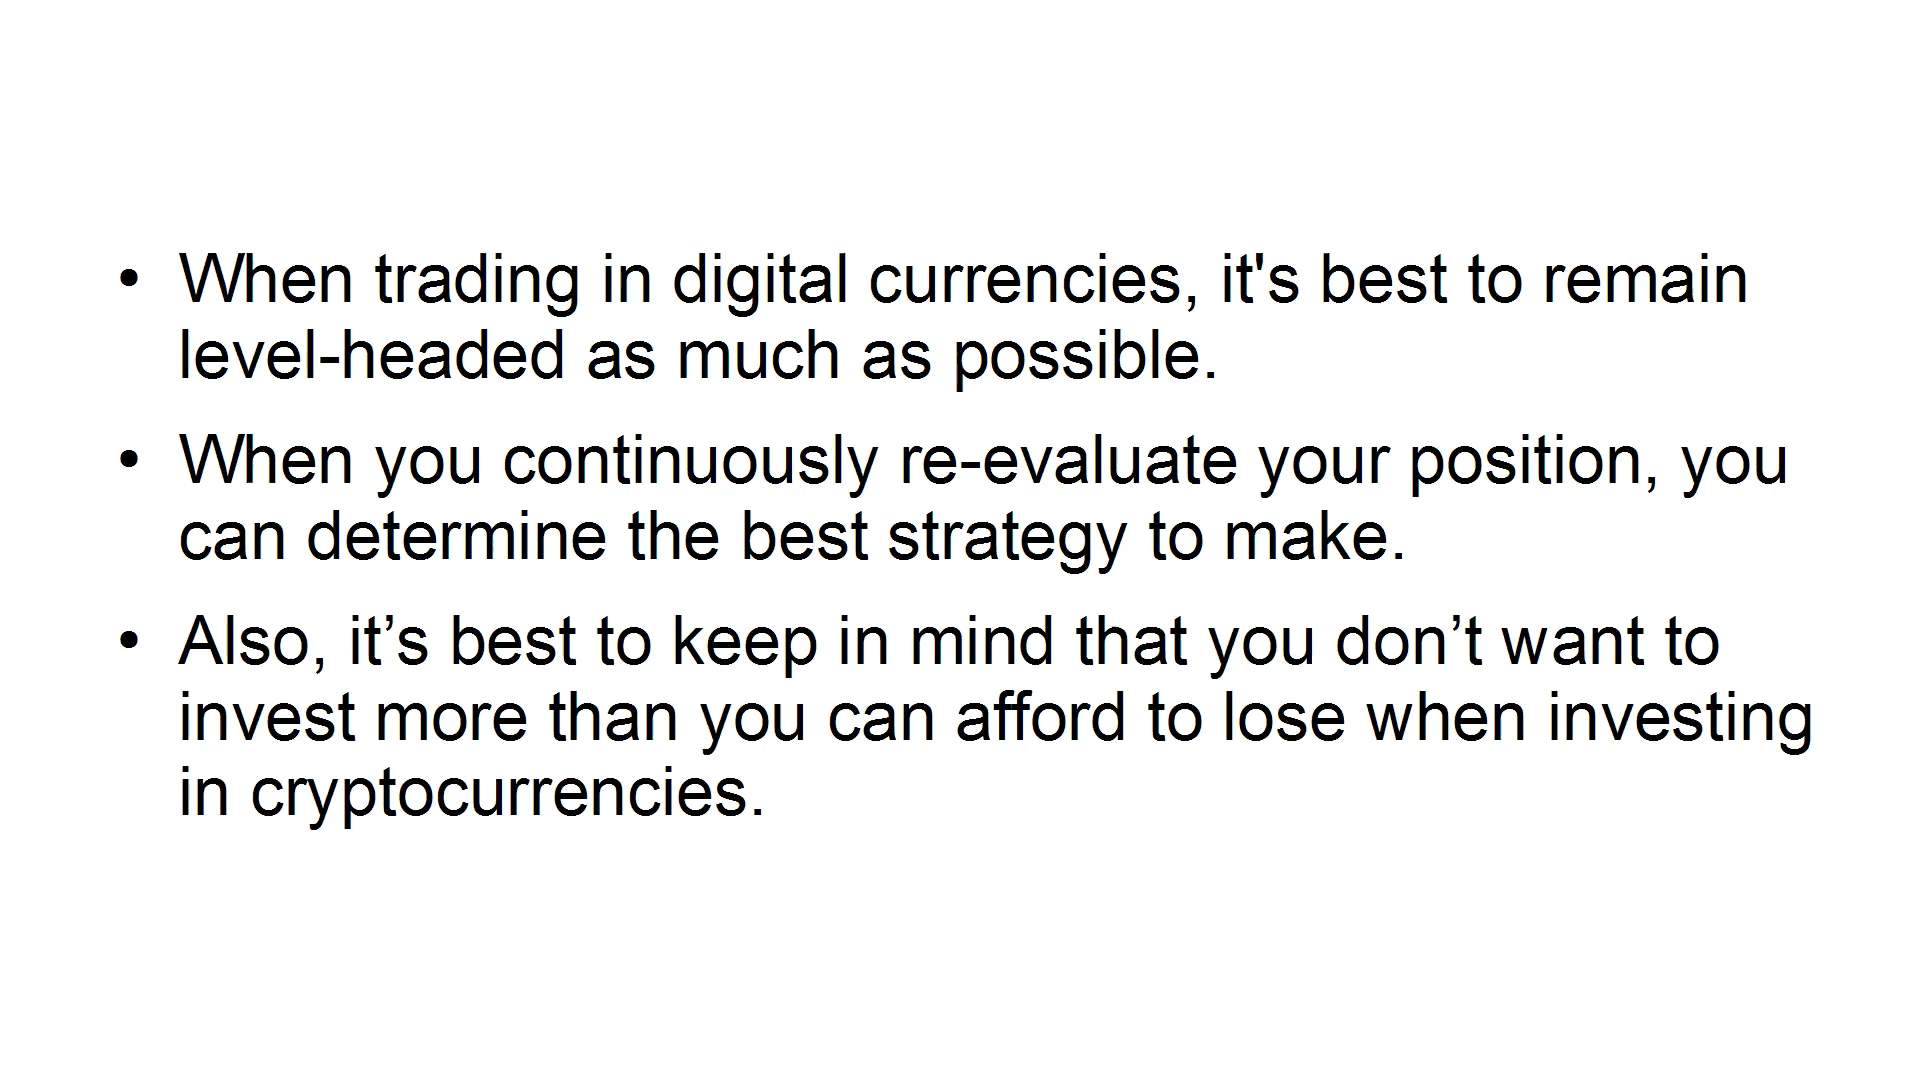 • When trading in digital currencies, it's best to remain
level-headed as much as possible.
• When you continuously re-evaluate your position, you
can determine the best strategy to make.
• Also, it’s best to keep in mind that you don’t want to
invest more than you can afford to lose when investing
in cryptocurrencies.